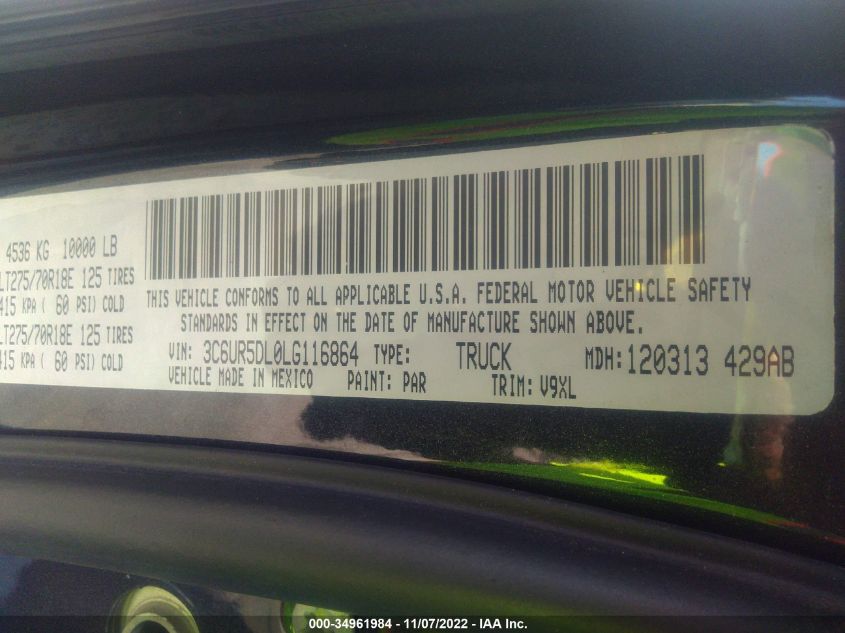 4536 KG 10000 LB
LT275/70R18E 125 TIRES
415 KPA ( 60 PSI) COLD
LT275/70R18E 125 TIRES
415 KPA ( 60 PSI) COLD
THIS VEHICLE CONFORMS TO ALL APPLICABLE U.S.A. FEDERAL MOTOR VEHICLE SAFETY
STANDARDS IN EFFECT ON THE DATE OF MANUFACTURE SHOWN ABOVE.
VIN: 3C6UR5DL0LG116864 TYPE: TRUCK MDH: 120313 429AB
VEHICLE MADE IN MEXICO PAINT: PAR TRIM: V9XL
000-34961984 - 11/07/2022 - IAA Inc.